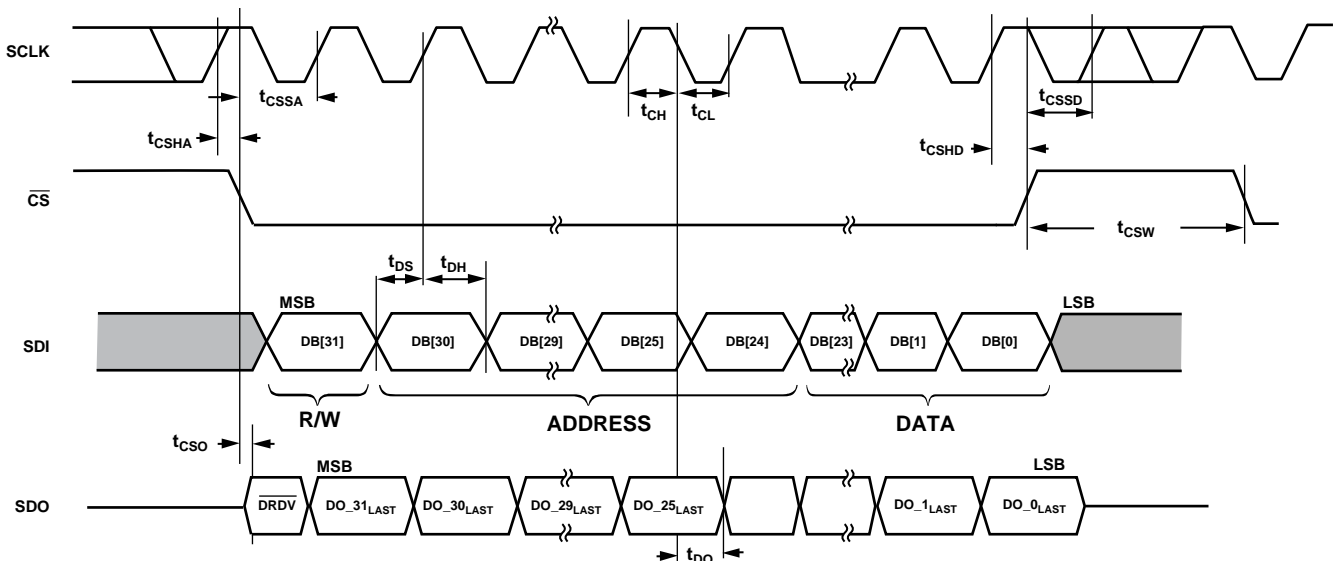 SCLK
tCSSA
tCH
tCL
tCSSD
tCSHA
tCSHD
CS
tCSW
tDS
tDH
MSB
LSB
SDI
DB[31]
DB[30]
DB[29]
DB[25]
DB[24]
DB[23]
DB[1]
DB[0]
R/W
ADDRESS
DATA
tCSO
MSB
LSB
SDO
DRDV
DO_31LAST
DO_30LAST
DO_29LAST
DO_25LAST
DO_1LAST
DO_0LAST
tDO